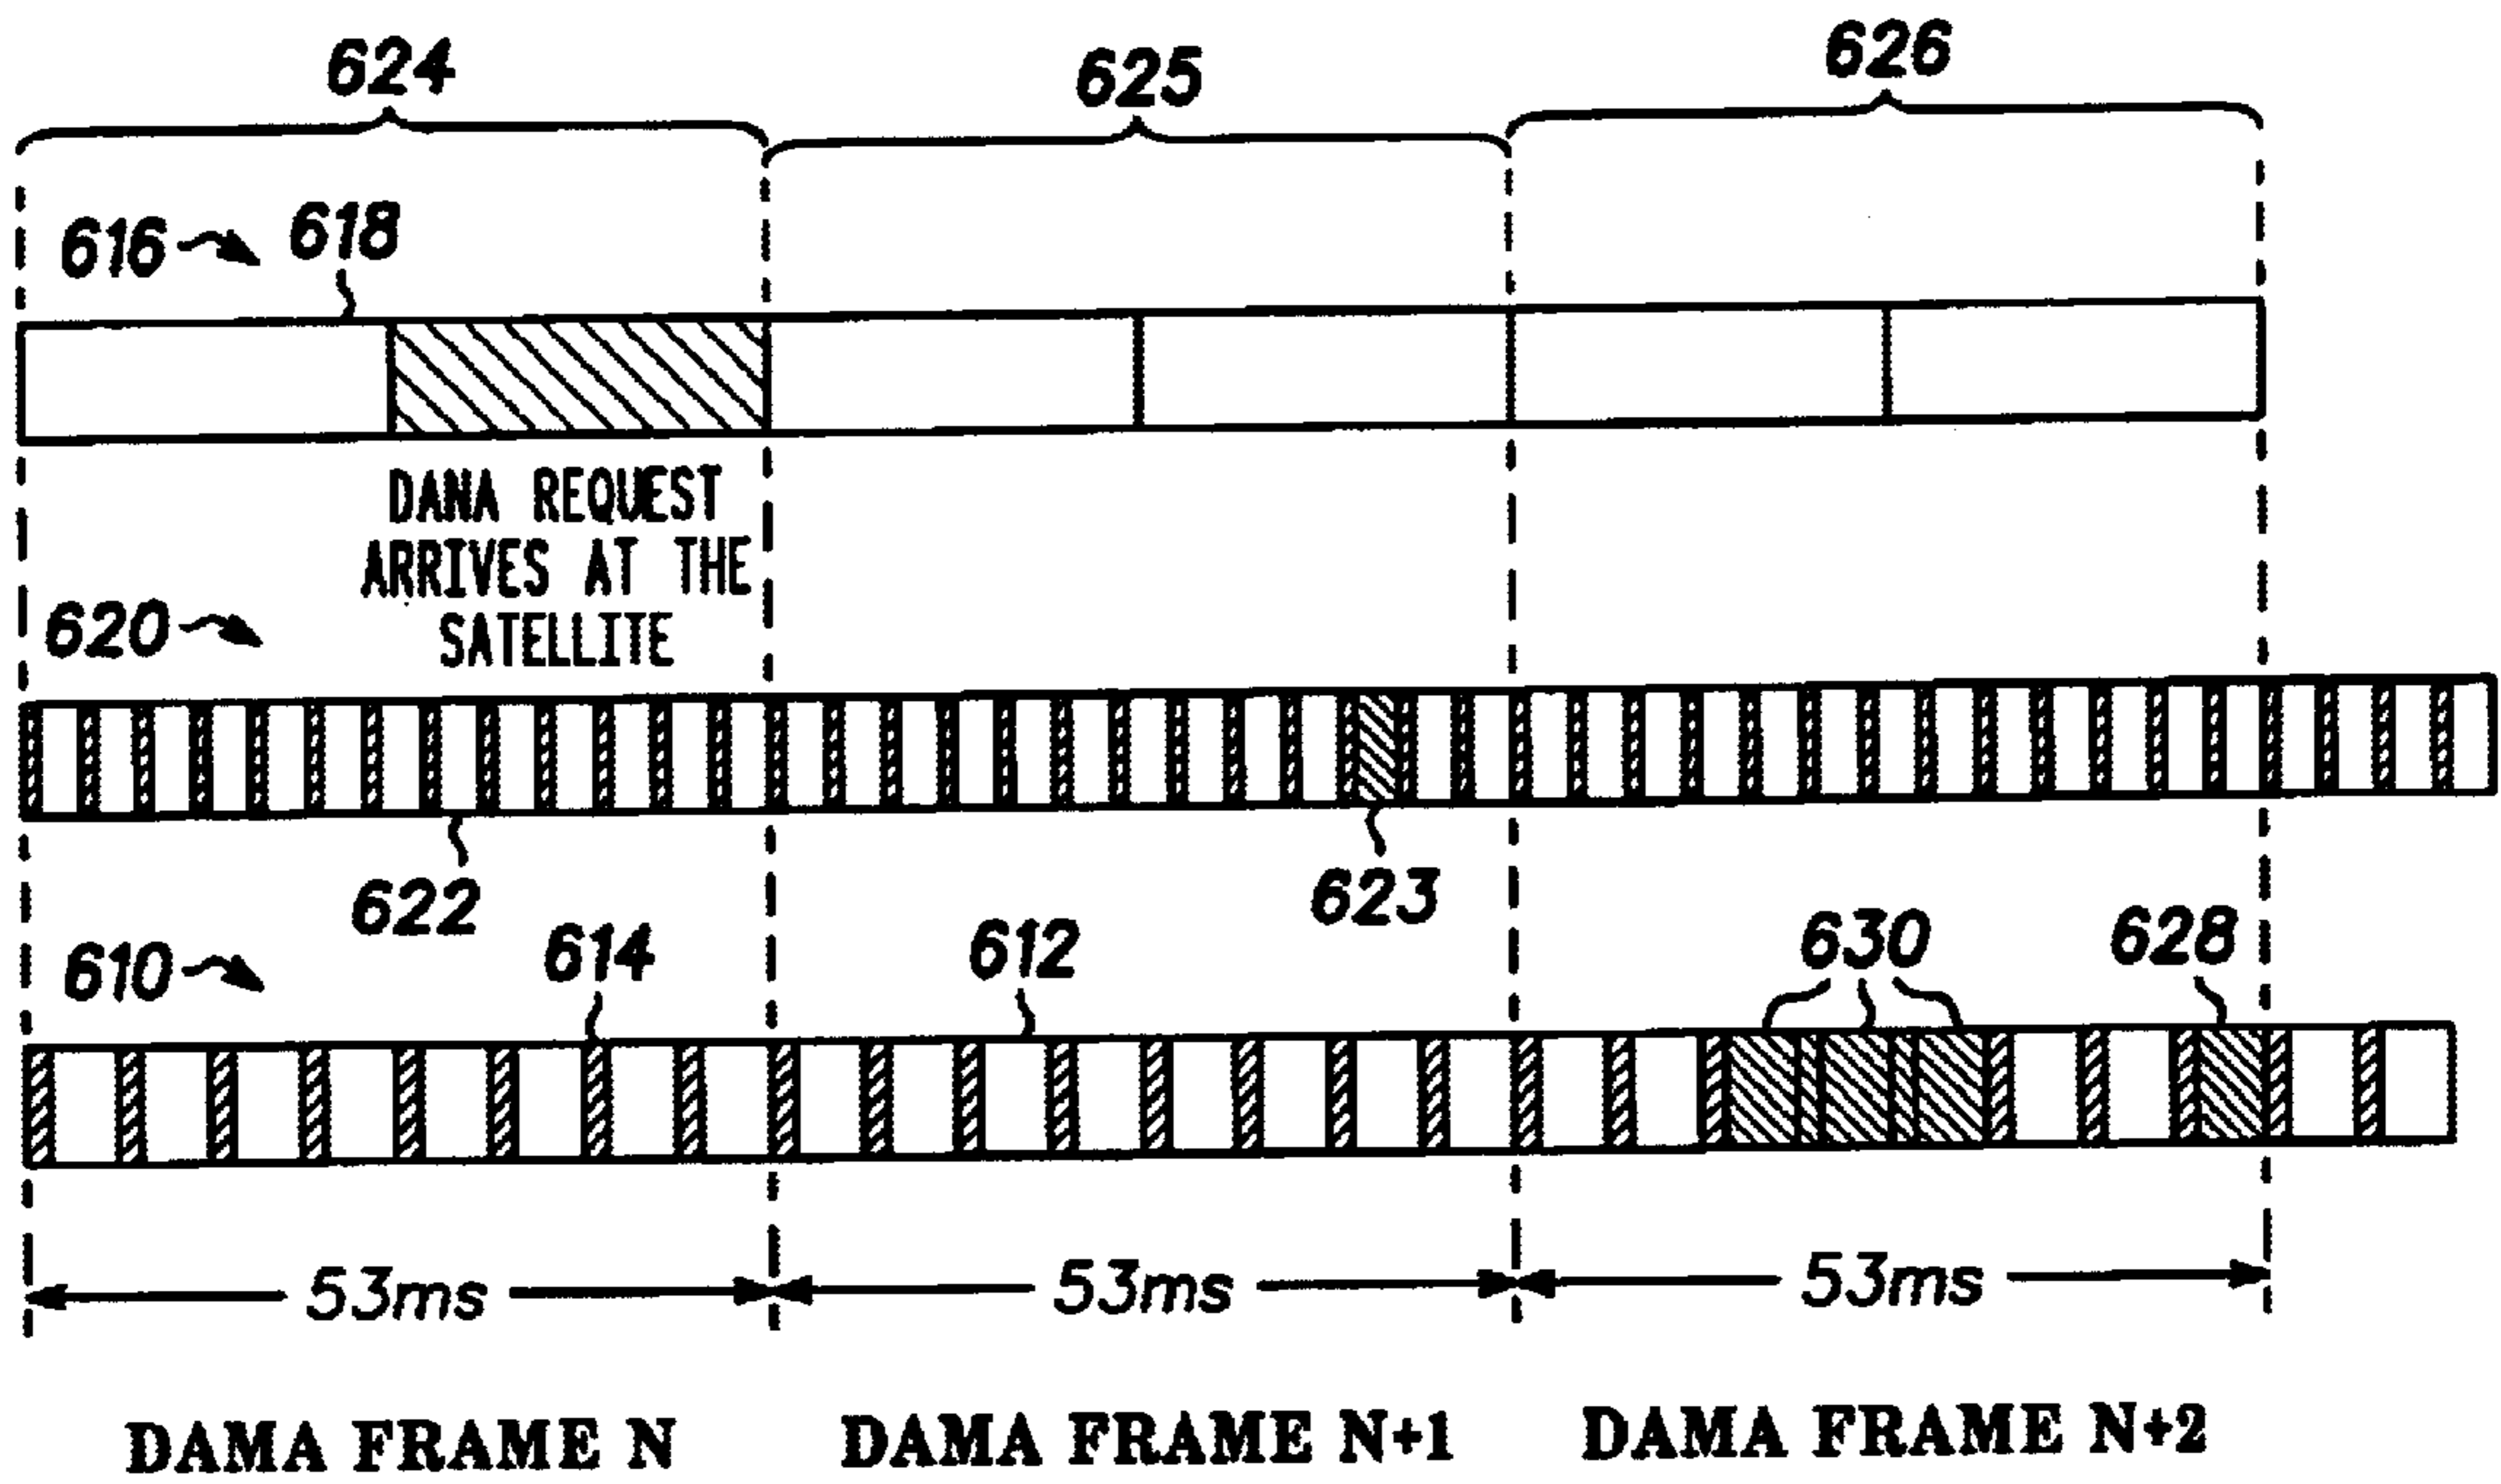 624
625
626
616
618
DAMA REQUEST
ARRIVES AT THE
SATELLITE
620
622
623
610
614
612
630
628
53ms
53ms
53ms
DAMA FRAME N
DAMA FRAME N+1
DAMA FRAME N+2